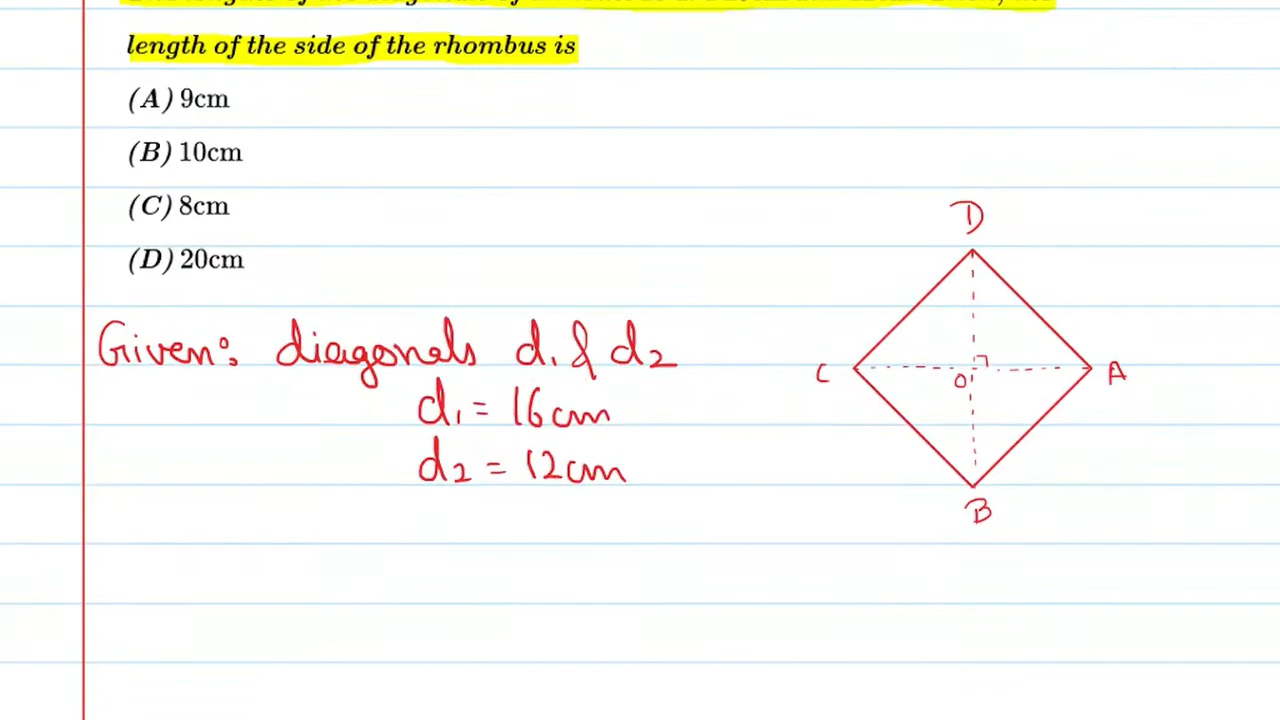 length of the side of the rhombus is
(A) 9cm
(B) 10cm
(C) 8cm
(D) 20cm
Given: diagonals d1 & d2
d1 = 16cm
d2 = 12cm
D
C
O
A
B